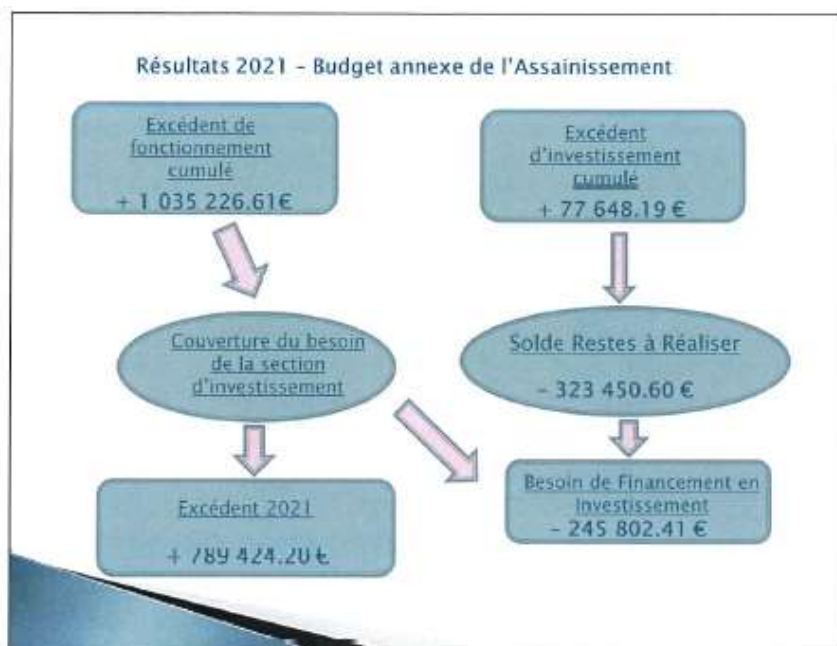 Résultats 2021 – Budget annexe de l'Assainissement
Excédent de
fonctionnement
cumulé
+ 1 035 226.61€
Excédent
d'investissement
cumulé
+ 77 648.19 €
Couverture du besoin
de la section
d'investissement
Solde Restes à Réaliser
– 323 450.60 €
Excédent 2021
+ 789 424.20 €
Besoin de Financement en
Investissement
– 245 802.41 €